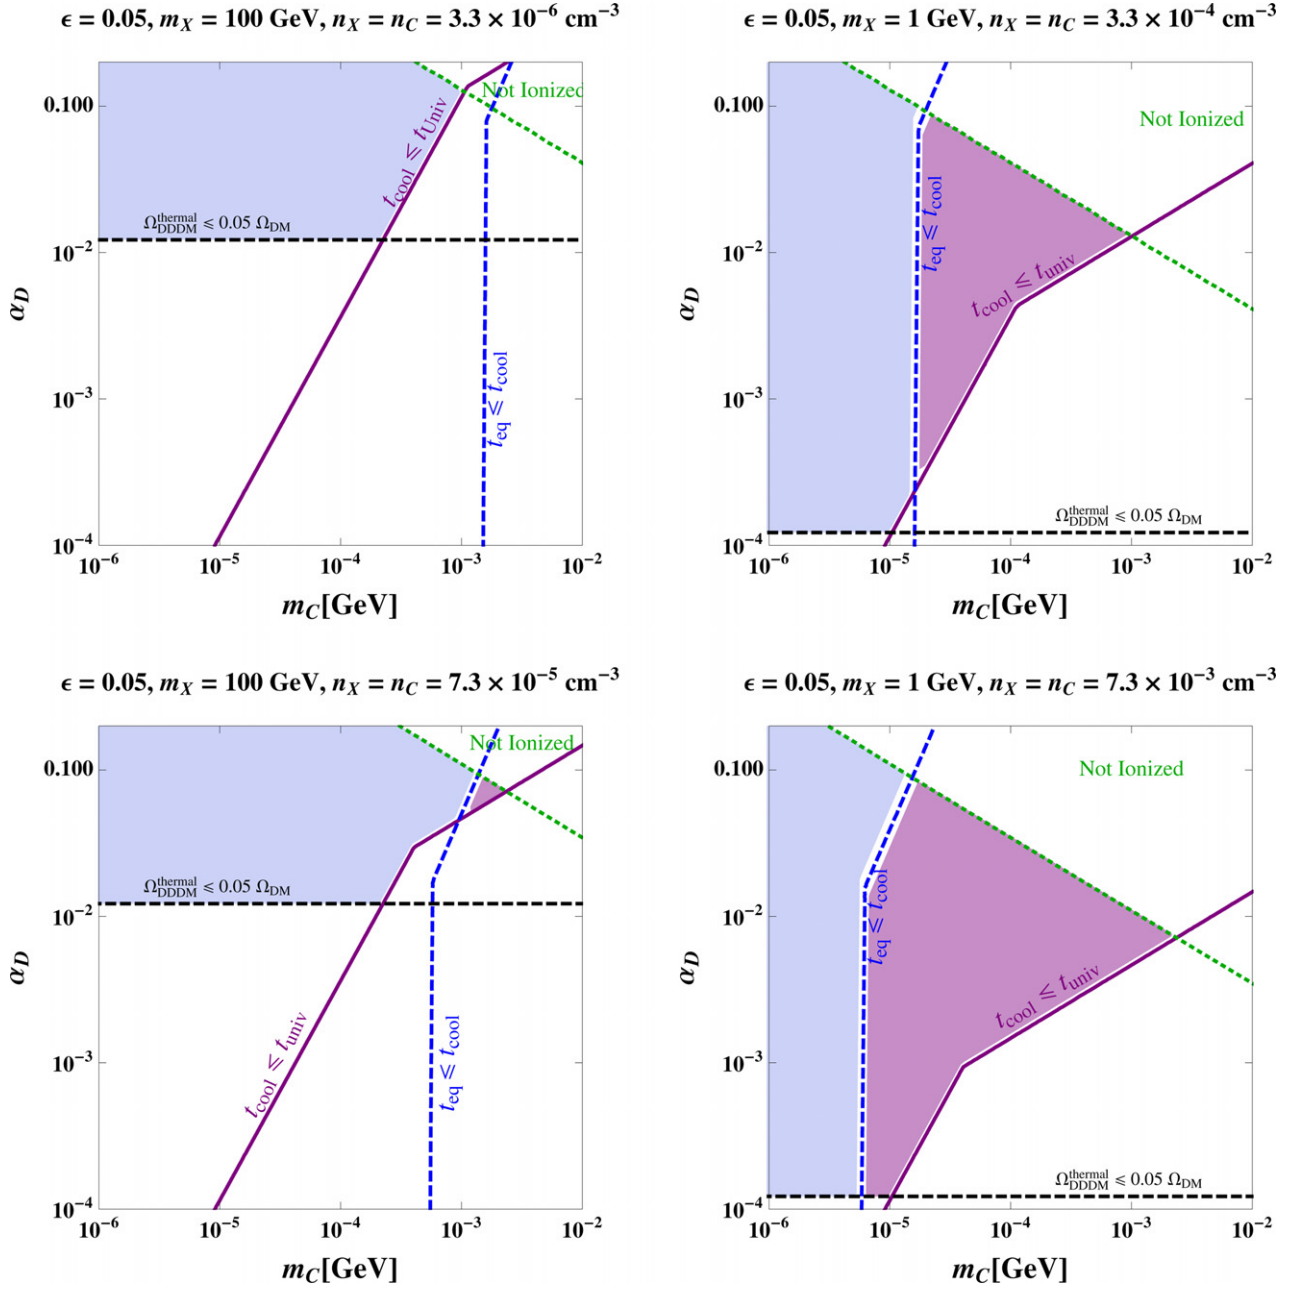 ϵ = 0.05, m_X = 100 GeV, n_X = n_C = 3.3 × 10⁻⁶ cm⁻³
0.100
10⁻²
10⁻³
10⁻⁴
α_D
Not Ionized
t_cool ⩽ t_Univ
Ω_DDDM^thermal ⩽ 0.05 Ω_DM
t_eq ⩽ t_cool
10⁻⁶ 10⁻⁵ 10⁻⁴ 10⁻³ 10⁻²
m_C[GeV]
ϵ = 0.05, m_X = 1 GeV, n_X = n_C = 3.3 × 10⁻⁴ cm⁻³
0.100
10⁻²
10⁻³
10⁻⁴
α_D
Not Ionized
t_eq ⩽ t_cool
t_cool ⩽ t_univ
Ω_DDDM^thermal ⩽ 0.05 Ω_DM
10⁻⁶ 10⁻⁵ 10⁻⁴ 10⁻³ 10⁻²
m_C[GeV]
ϵ = 0.05, m_X = 100 GeV, n_X = n_C = 7.3 × 10⁻⁵ cm⁻³
0.100
10⁻²
10⁻³
10⁻⁴
α_D
Not Ionized
Ω_DDDM^thermal ⩽ 0.05 Ω_DM
t_cool ⩽ t_univ
t_eq ⩽ t_cool
10⁻⁶ 10⁻⁵ 10⁻⁴ 10⁻³ 10⁻²
m_C[GeV]
ϵ = 0.05, m_X = 1 GeV, n_X = n_C = 7.3 × 10⁻³ cm⁻³
0.100
10⁻²
10⁻³
10⁻⁴
α_D
Not Ionized
t_eq ⩽ t_cool
t_cool ⩽ t_univ
Ω_DDDM^thermal ⩽ 0.05 Ω_DM
10⁻⁶ 10⁻⁵ 10⁻⁴ 10⁻³ 10⁻²
m_C[GeV]